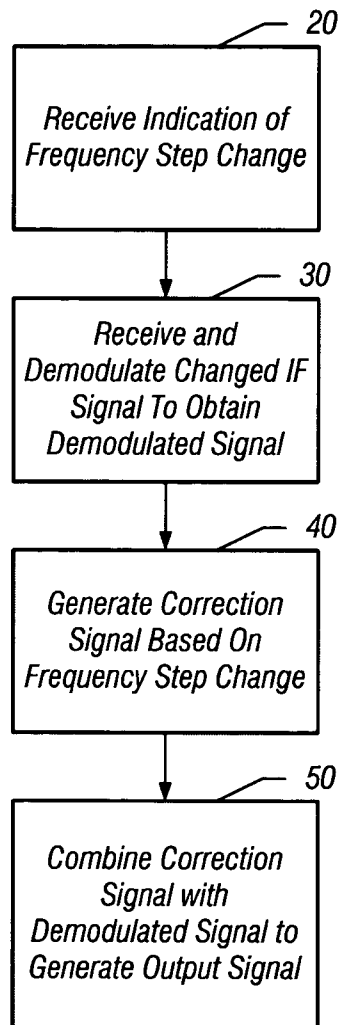 20
Receive Indication of
Frequency Step Change
30
Receive and
Demodulate Changed IF
Signal To Obtain
Demodulated Signal
40
Generate Correction
Signal Based On
Frequency Step Change
50
Combine Correction
Signal with
Demodulated Signal to
Generate Output Signal